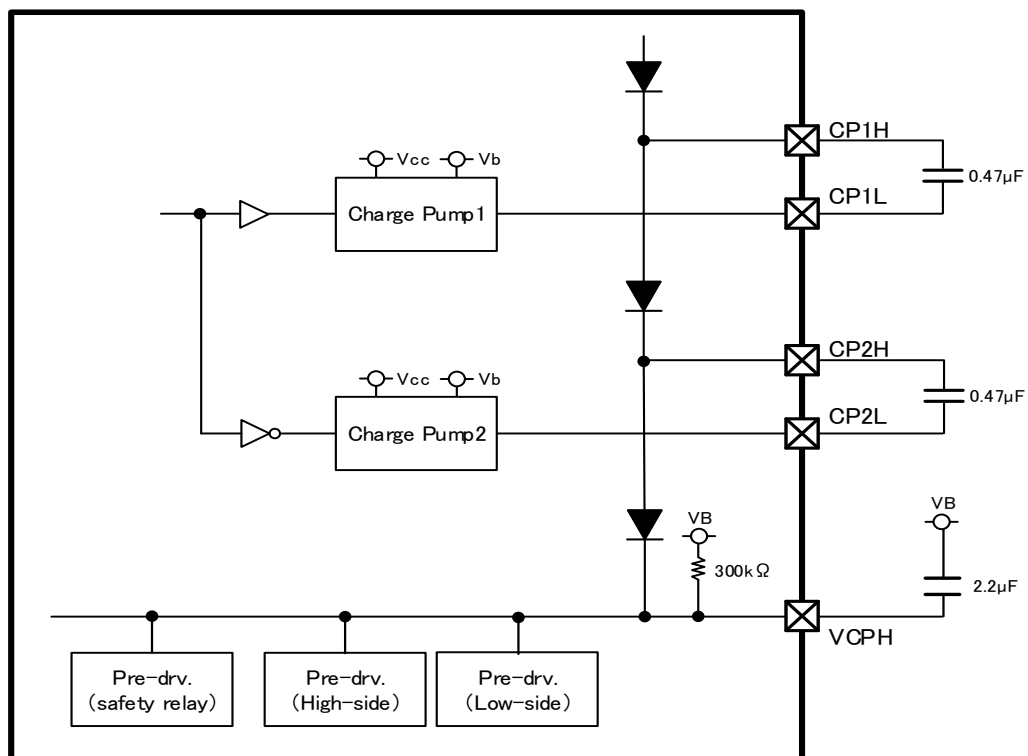 CP1H
Vcc
Vb
0.47μF
Charge Pump1
CP1L
CP2H
Vcc
Vb
0.47μF
Charge Pump2
CP2L
VB
VB
300kΩ
2.2μF
VCPH
Pre-drv.
(safety relay)
Pre-drv.
(High-side)
Pre-drv.
(Low-side)